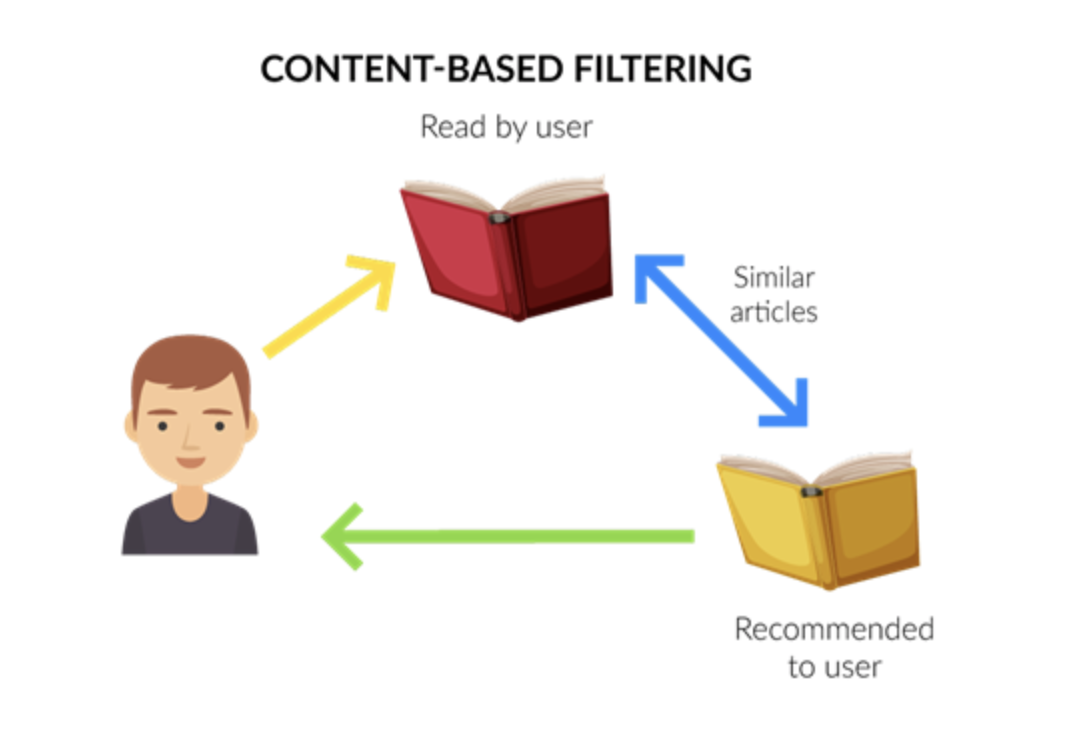 CONTENT-BASED FILTERING
Read by user
Similar
articles
Recommended
to user